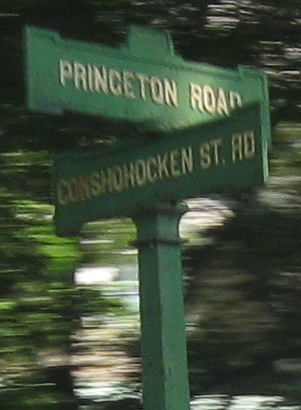 PRINCETON ROAD
CONSHOHOCKEN ST. RD